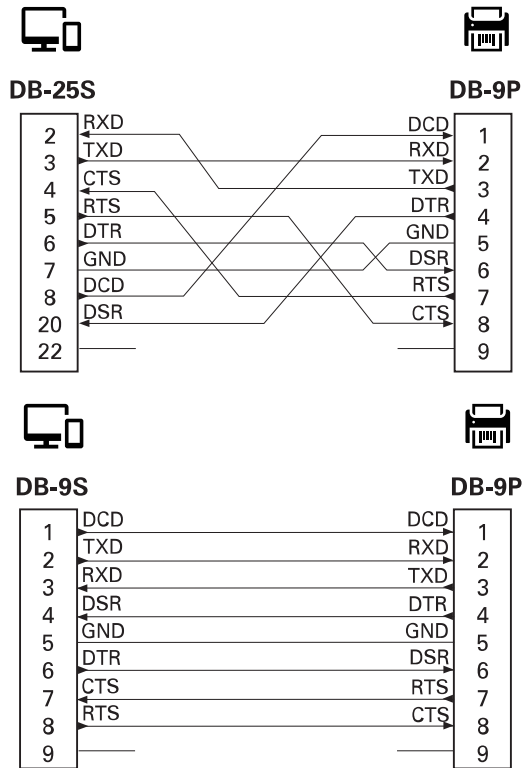 DB-25S DB-9P
2 RXD DCD 1
3 TXD RXD 2
4 CTS TXD 3
5 RTS DTR 4
6 DTR GND 5
7 GND DSR 6
8 DCD RTS 7
20 DSR CTS 8
22 9
DB-9S DB-9P
1 DCD DCD 1
2 TXD RXD 2
3 RXD TXD 3
4 DSR DTR 4
5 GND GND 5
6 DTR DSR 6
7 CTS RTS 7
8 RTS CTS 8
9 9